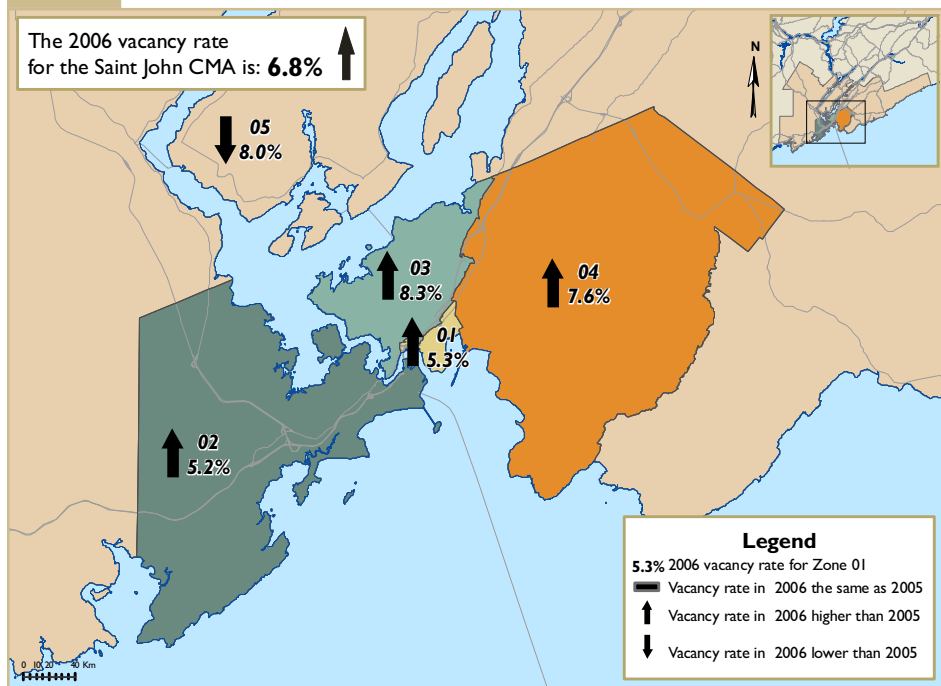 The 2006 vacancy rate
for the Saint John CMA is: 6.8%
N
05
8.0%
03
8.3%
04
7.6%
01
5.3%
02
5.2%
Legend
5.3% 2006 vacancy rate for Zone 01
Vacancy rate in 2006 the same as 2005
Vacancy rate in 2006 higher than 2005
Vacancy rate in 2006 lower than 2005
0 10 20 40 Km